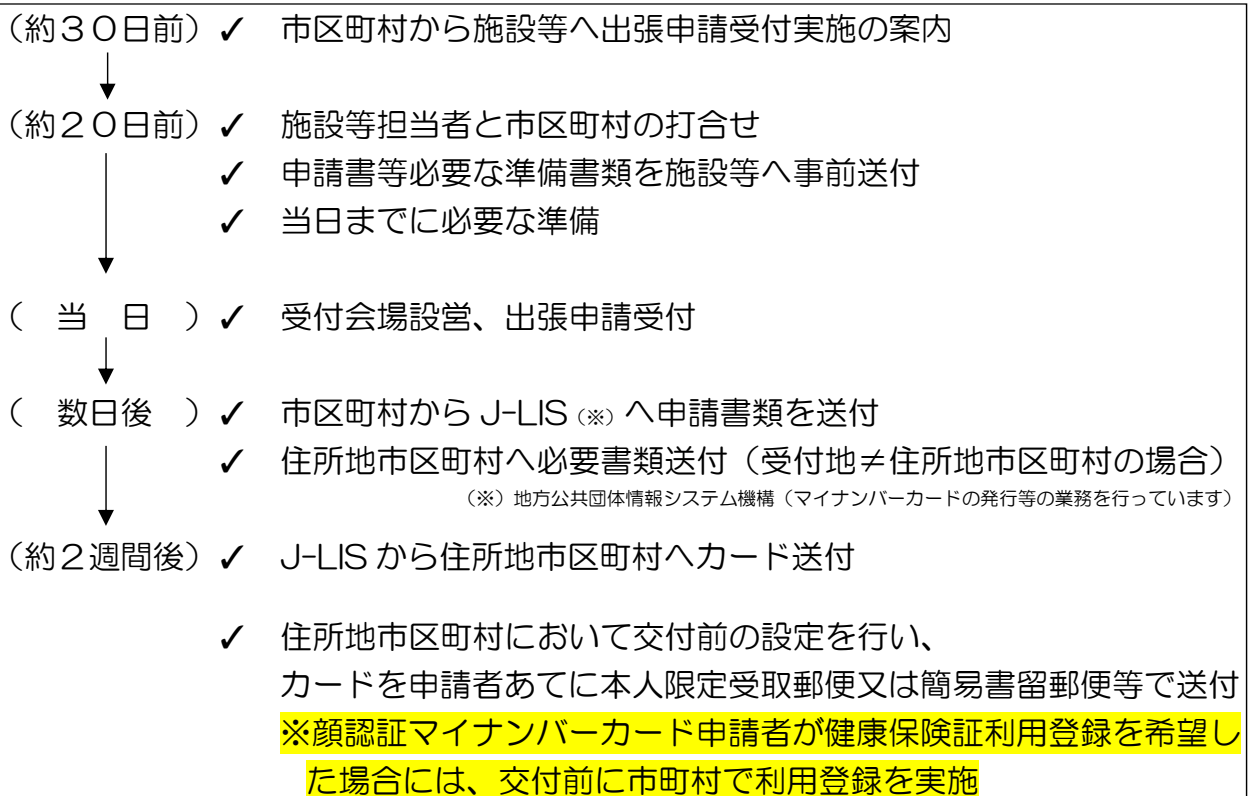 （約３０日前）✓ 市区町村から施設等へ出張申請受付実施の案内
（約２０日前）✓ 施設等担当者と市区町村の打合せ
✓ 申請書等必要な準備書類を施設等へ事前送付
✓ 当日までに必要な準備
（ 当 日 ）✓ 受付会場設営、出張申請受付
（ 数日後 ）✓ 市区町村から J-LIS（※）へ申請書類を送付
✓ 住所地市区町村へ必要書類送付（受付地≠住所地市区町村の場合）
（※）地方公共団体情報システム機構（マイナンバーカードの発行等の業務を行っています）
（約２週間後）✓ J-LIS から住所地市区町村へカード送付
✓ 住所地市区町村において交付前の設定を行い、
カードを申請者あてに本人限定受取郵便又は簡易書留郵便等で送付
※顔認証マイナンバーカード申請者が健康保険証利用登録を希望し
た場合には、交付前に市町村で利用登録を実施